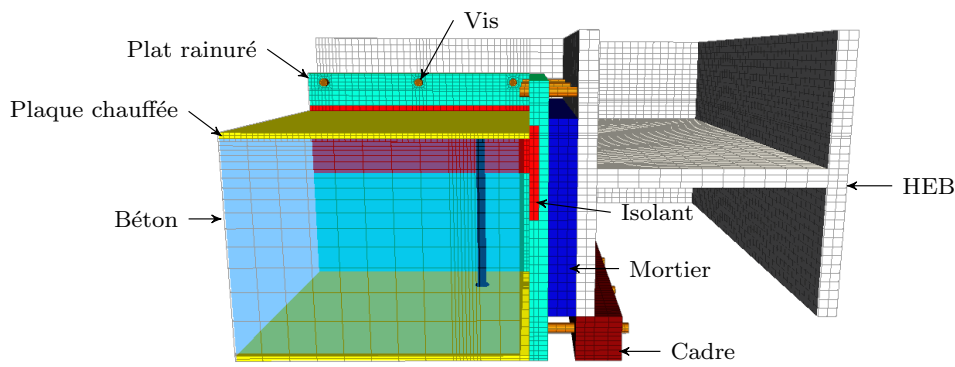 Vis
Plat rainuré
Plaque chauffée
HEB
Isolant
Béton
Mortier
Cadre